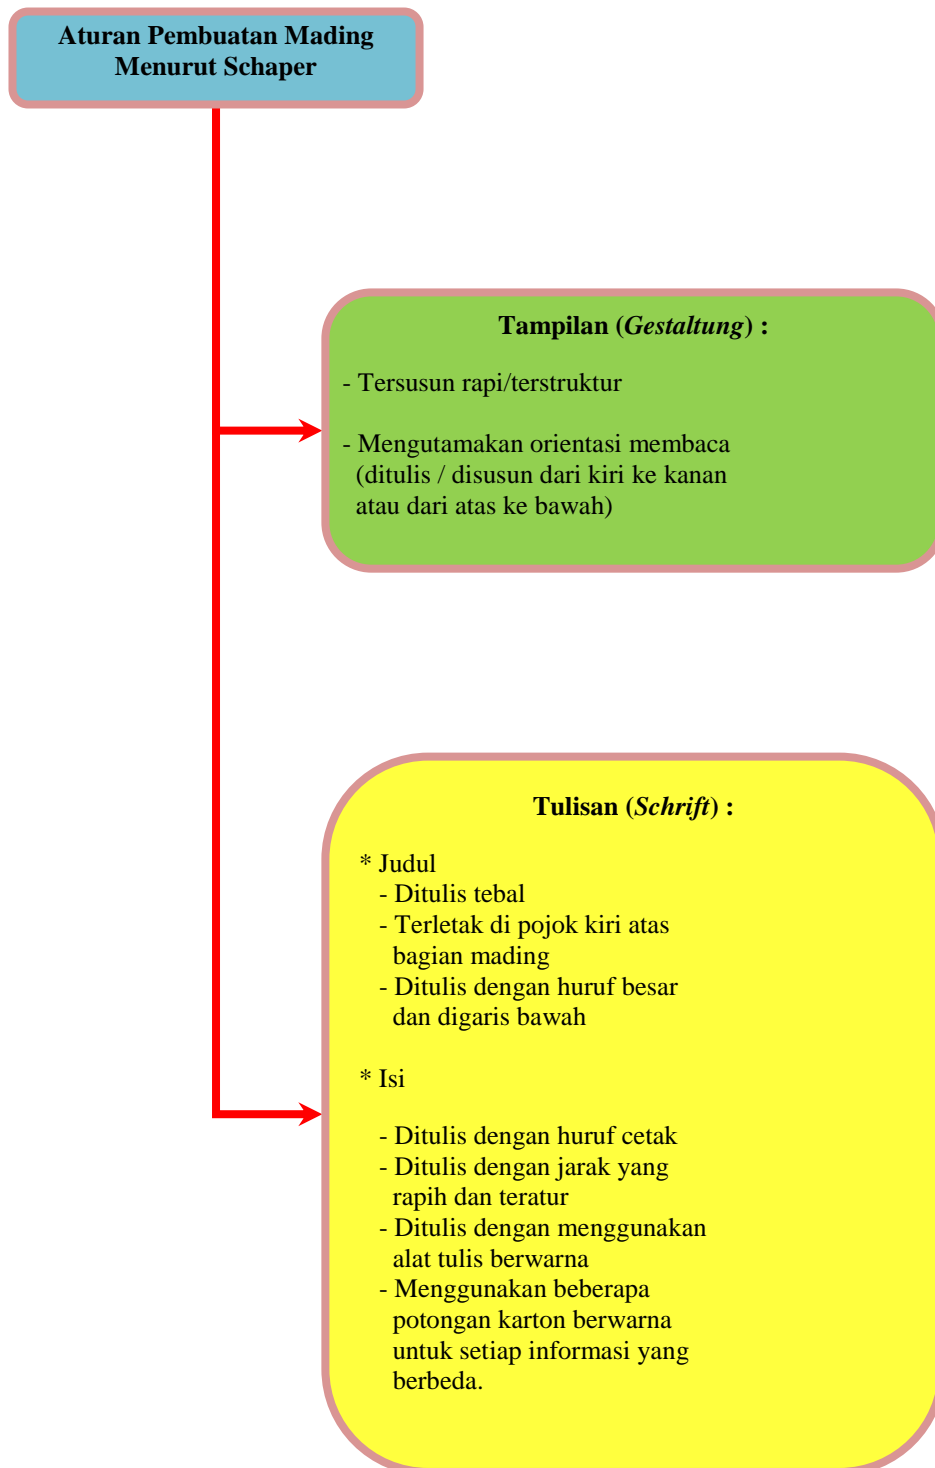 Aturan Pembuatan Mading
Menurut Schaper
Tampilan (Gestaltung) :
- Tersusun rapi/terstruktur
- Mengutamakan orientasi membaca
(ditulis / disusun dari kiri ke kanan
atau dari atas ke bawah)
Tulisan (Schrift) :
* Judul
- Ditulis tebal
- Terletak di pojok kiri atas
bagian mading
- Ditulis dengan huruf besar
dan digaris bawah
* Isi
- Ditulis dengan huruf cetak
- Ditulis dengan jarak yang
rapih dan teratur
- Ditulis dengan menggunakan
alat tulis berwarna
- Menggunakan beberapa
potongan karton berwarna
untuk setiap informasi yang
berbeda.